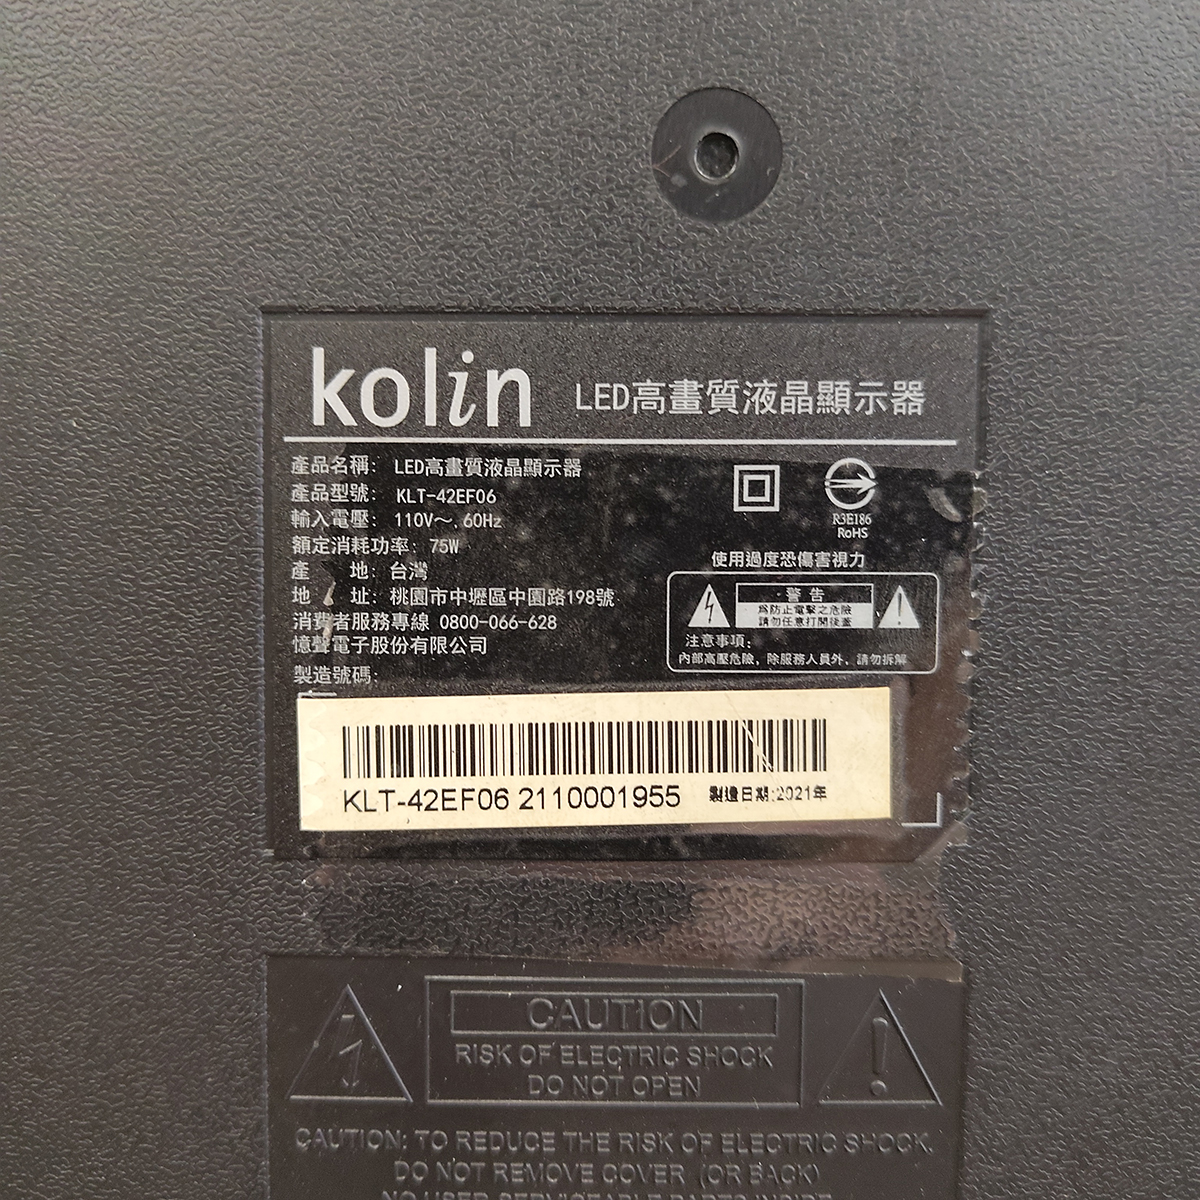 kolin LED高畫質液晶顯示器
產品名稱: LED高畫質液晶顯示器
產品型號: KLT-42EF06
輸入電壓: 110V～, 60Hz
額定消耗功率: 75W
產 地: 台灣
地 址: 桃園市中壢區中園路198號
消費者服務專線 0800-066-628
憶聲電子股份有限公司
製造號碼:
R3E186
RoHS
使用過度恐傷害視力
警告
為防止電擊之危險
請勿任意打開後蓋
注意事項:
內部高壓危險, 除服務人員外, 請勿拆解
KLT-42EF06 2110001955 製造日期:2021年
CAUTION
RISK OF ELECTRIC SHOCK
DO NOT OPEN
CAUTION: TO REDUCE THE RISK OF ELECTRIC SHOCK.
DO NOT REMOVE COVER (OR BACK)
NO USER SERVICEABLE PARTS INSIDE